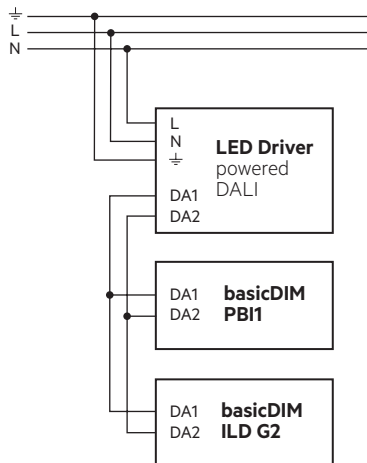 ⏚
L
N
L
N
⏚
LED Driver
powered
DALI
DA1
DA2
DA1
DA2
basicDIM
PBI1
DA1
DA2
basicDIM
ILD G2